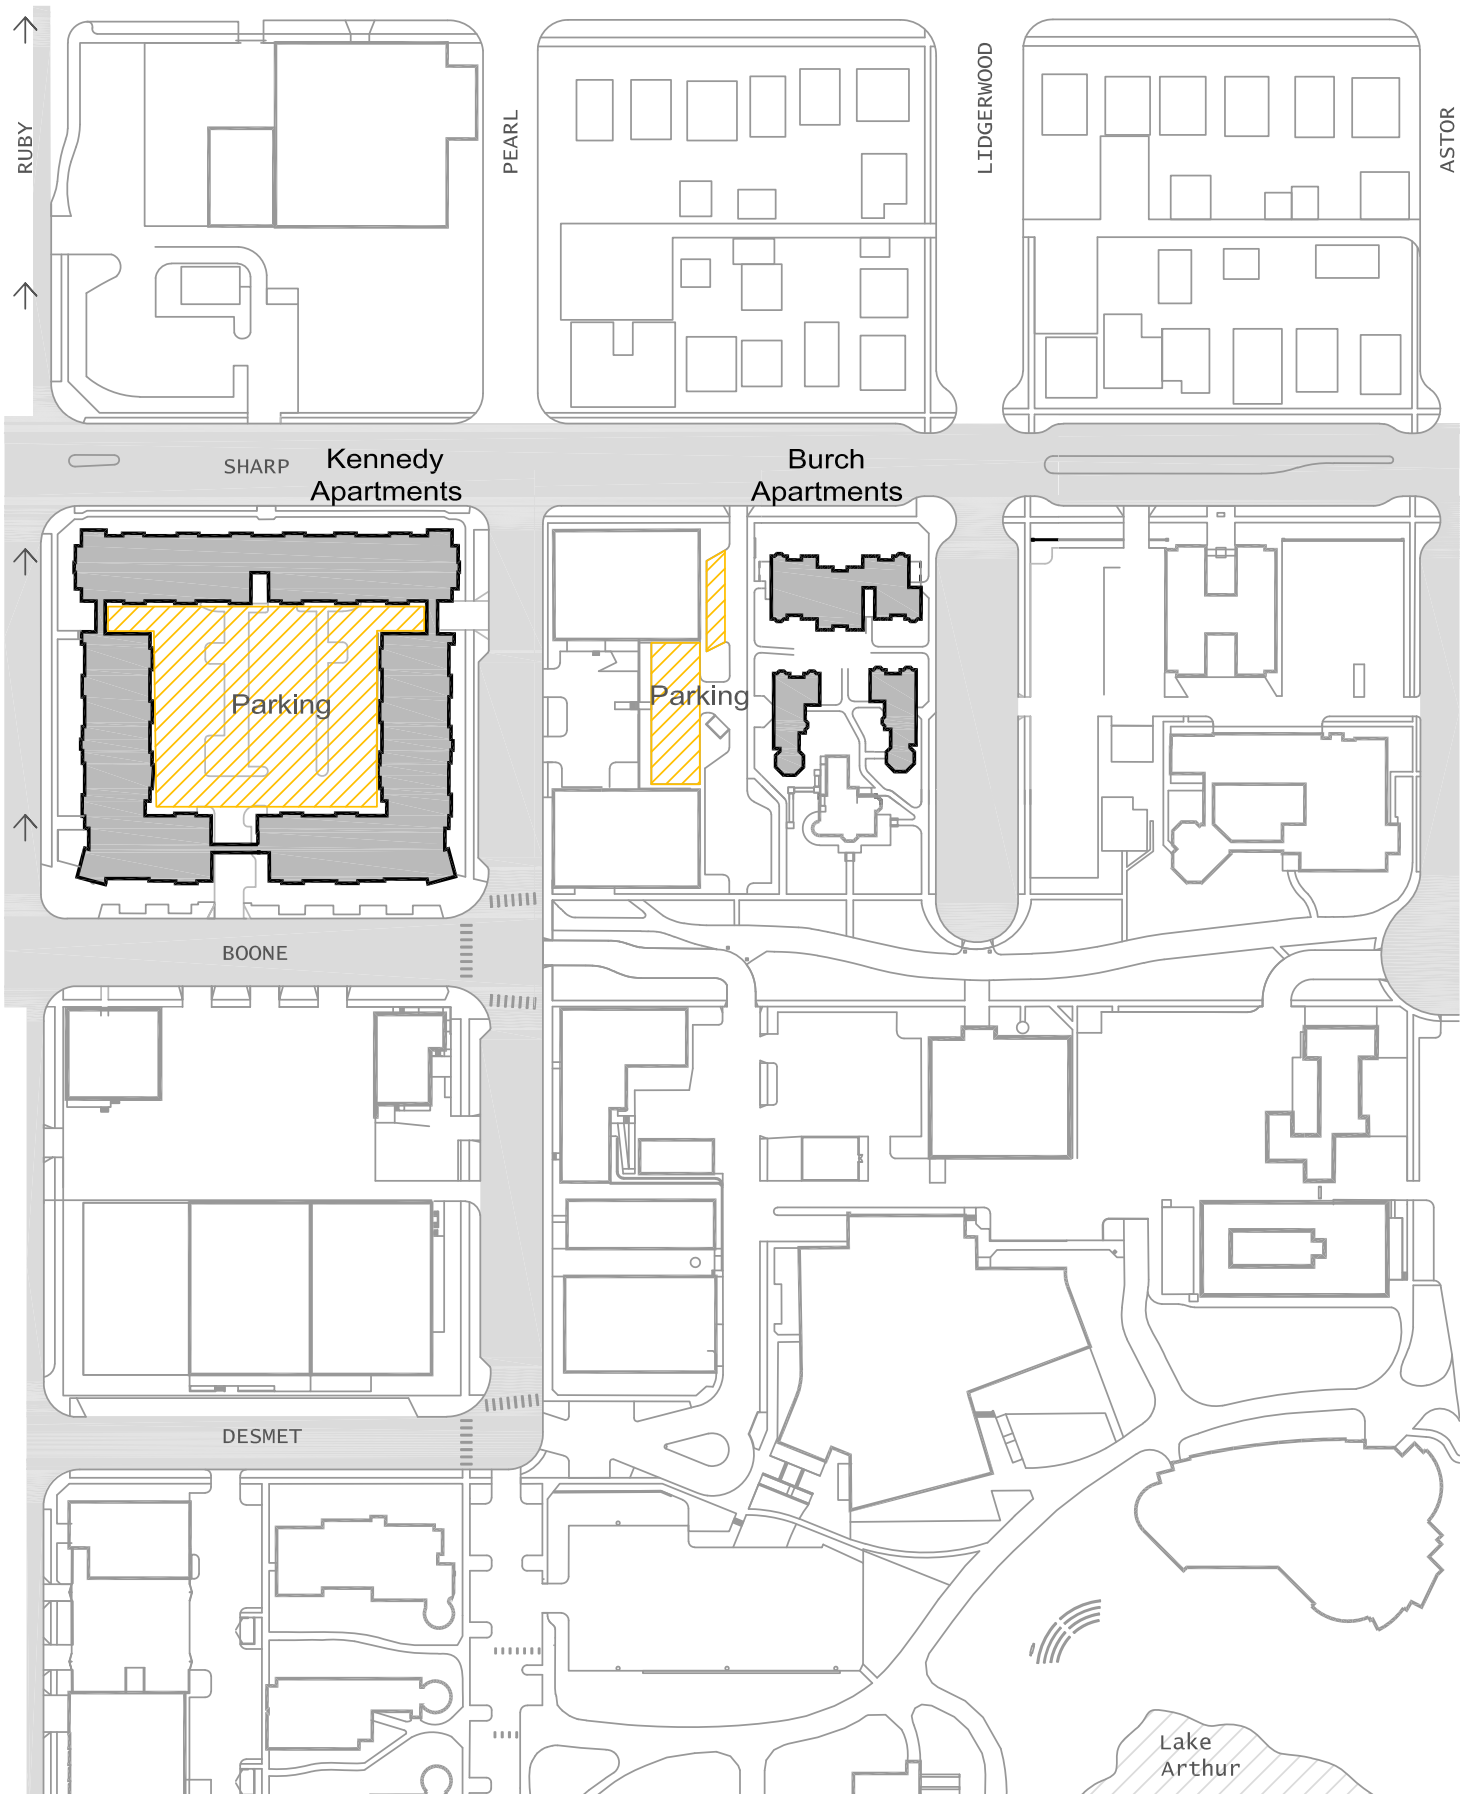 RUBY
PEARL
LIDGERWOOD
ASTOR
SHARP
Kennedy
Apartments
Burch
Apartments
Parking
Parking
BOONE
DESMET
Lake
Arthur